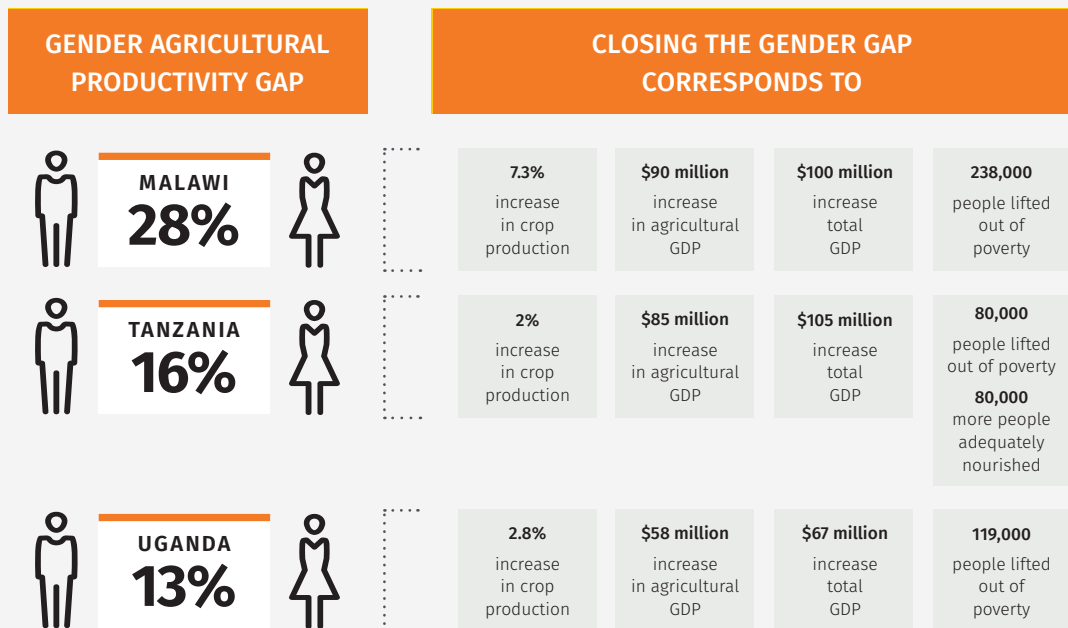 GENDER AGRICULTURAL
PRODUCTIVITY GAP
CLOSING THE GENDER GAP
CORRESPONDS TO
MALAWI
28%
7.3%
increase
in crop
production
$90 million
increase
in agricultural
GDP
$100 million
increase
total
GDP
238,000
people lifted
out of
poverty
TANZANIA
16%
2%
increase
in crop
production
$85 million
increase
in agricultural
GDP
$105 million
increase
total
GDP
80,000
people lifted
out of poverty
80,000
more people
adequately
nourished
UGANDA
13%
2.8%
increase
in crop
production
$58 million
increase
in agricultural
GDP
$67 million
increase
total
GDP
119,000
people lifted
out of
poverty